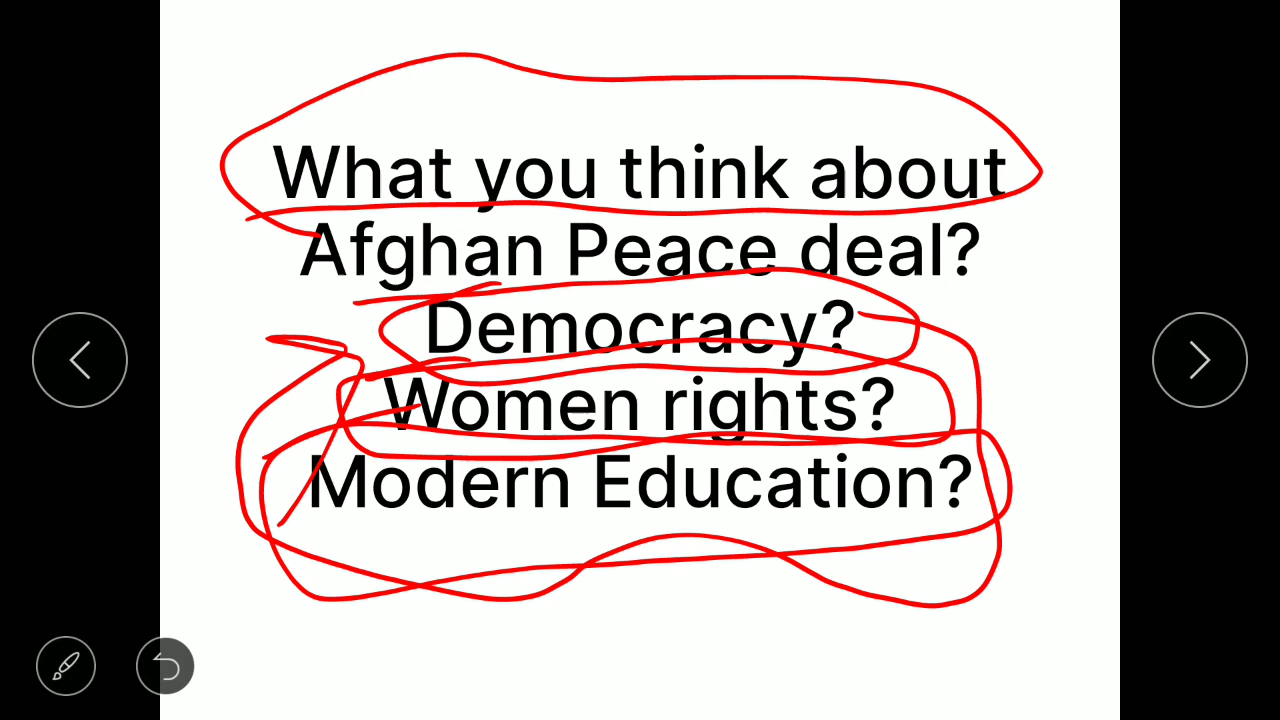 What you think about
Afghan Peace deal?
Democracy?
Women rights?
Modern Education?